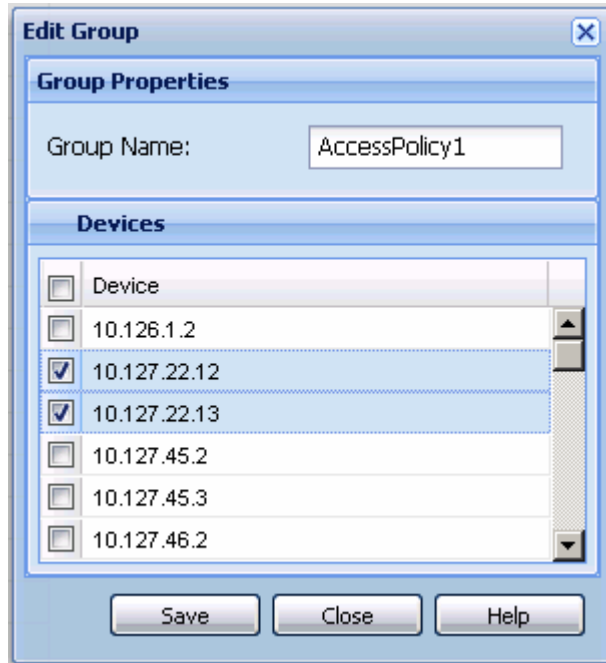 Edit Group
Group Properties
Group Name: AccessPolicy1
Devices
Device
10.126.1.2
10.127.22.12
10.127.22.13
10.127.45.2
10.127.45.3
10.127.46.2
Save Close Help